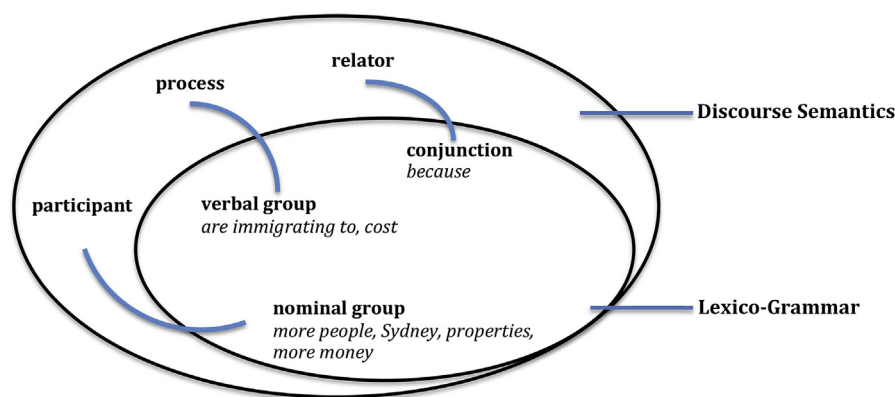 relator
process
Discourse Semantics
conjunction
because
participant
verbal group
are immigrating to, cost
nominal group
more people, Sydney, properties,
more money
Lexico-Grammar